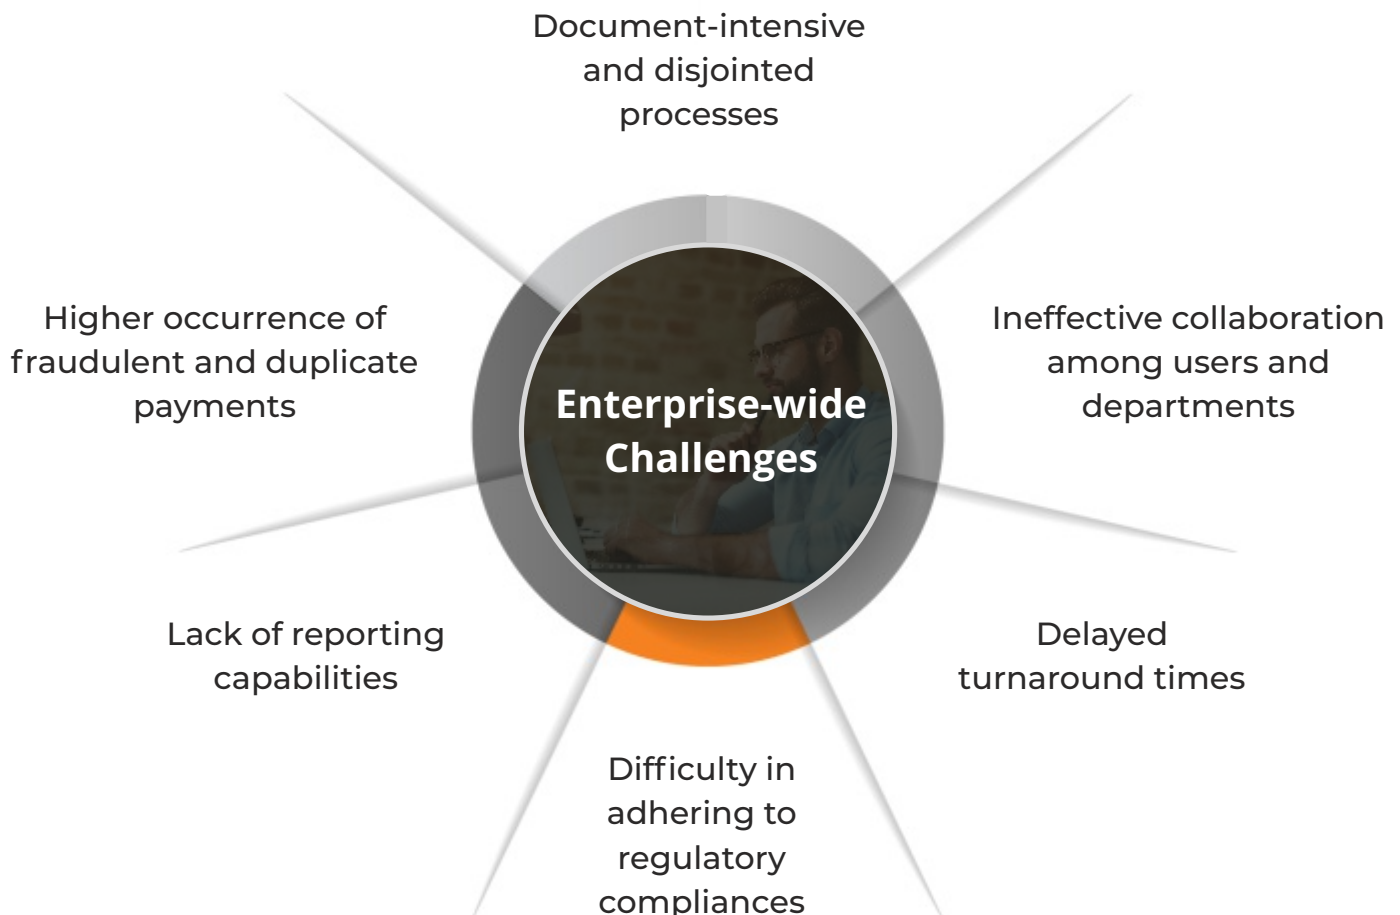 Document-intensive
and disjointed
processes
Higher occurrence of
fraudulent and duplicate
payments
Ineffective collaboration
among users and
departments
Enterprise-wide
Challenges
Lack of reporting
capabilities
Delayed
turnaround times
Difficulty in
adhering to
regulatory
compliances